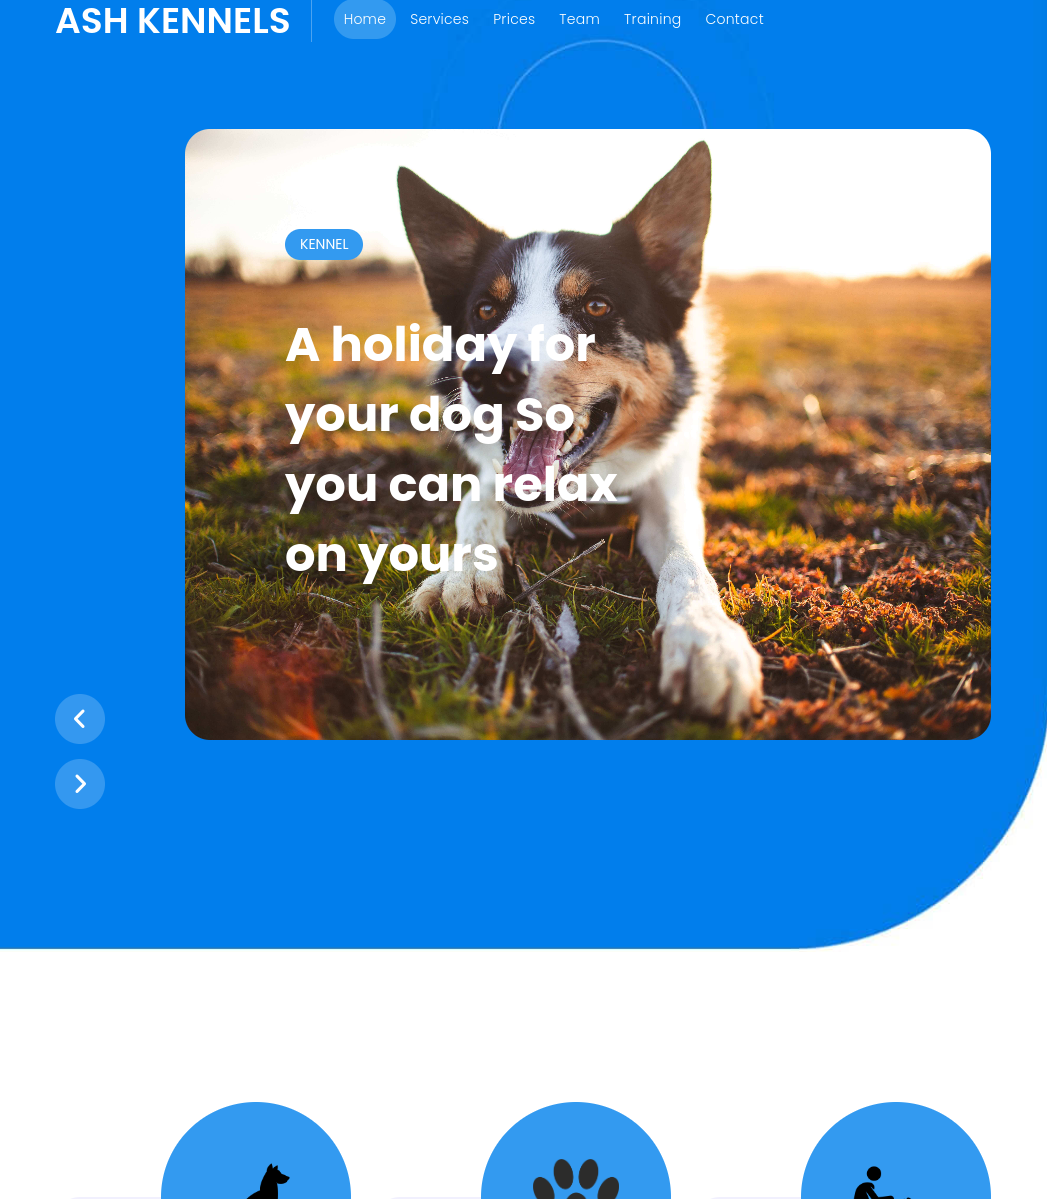 ASH KENNELS
Home Services Prices Team Training Contact
KENNEL
A holiday for
your dog So
you can relax
on yours